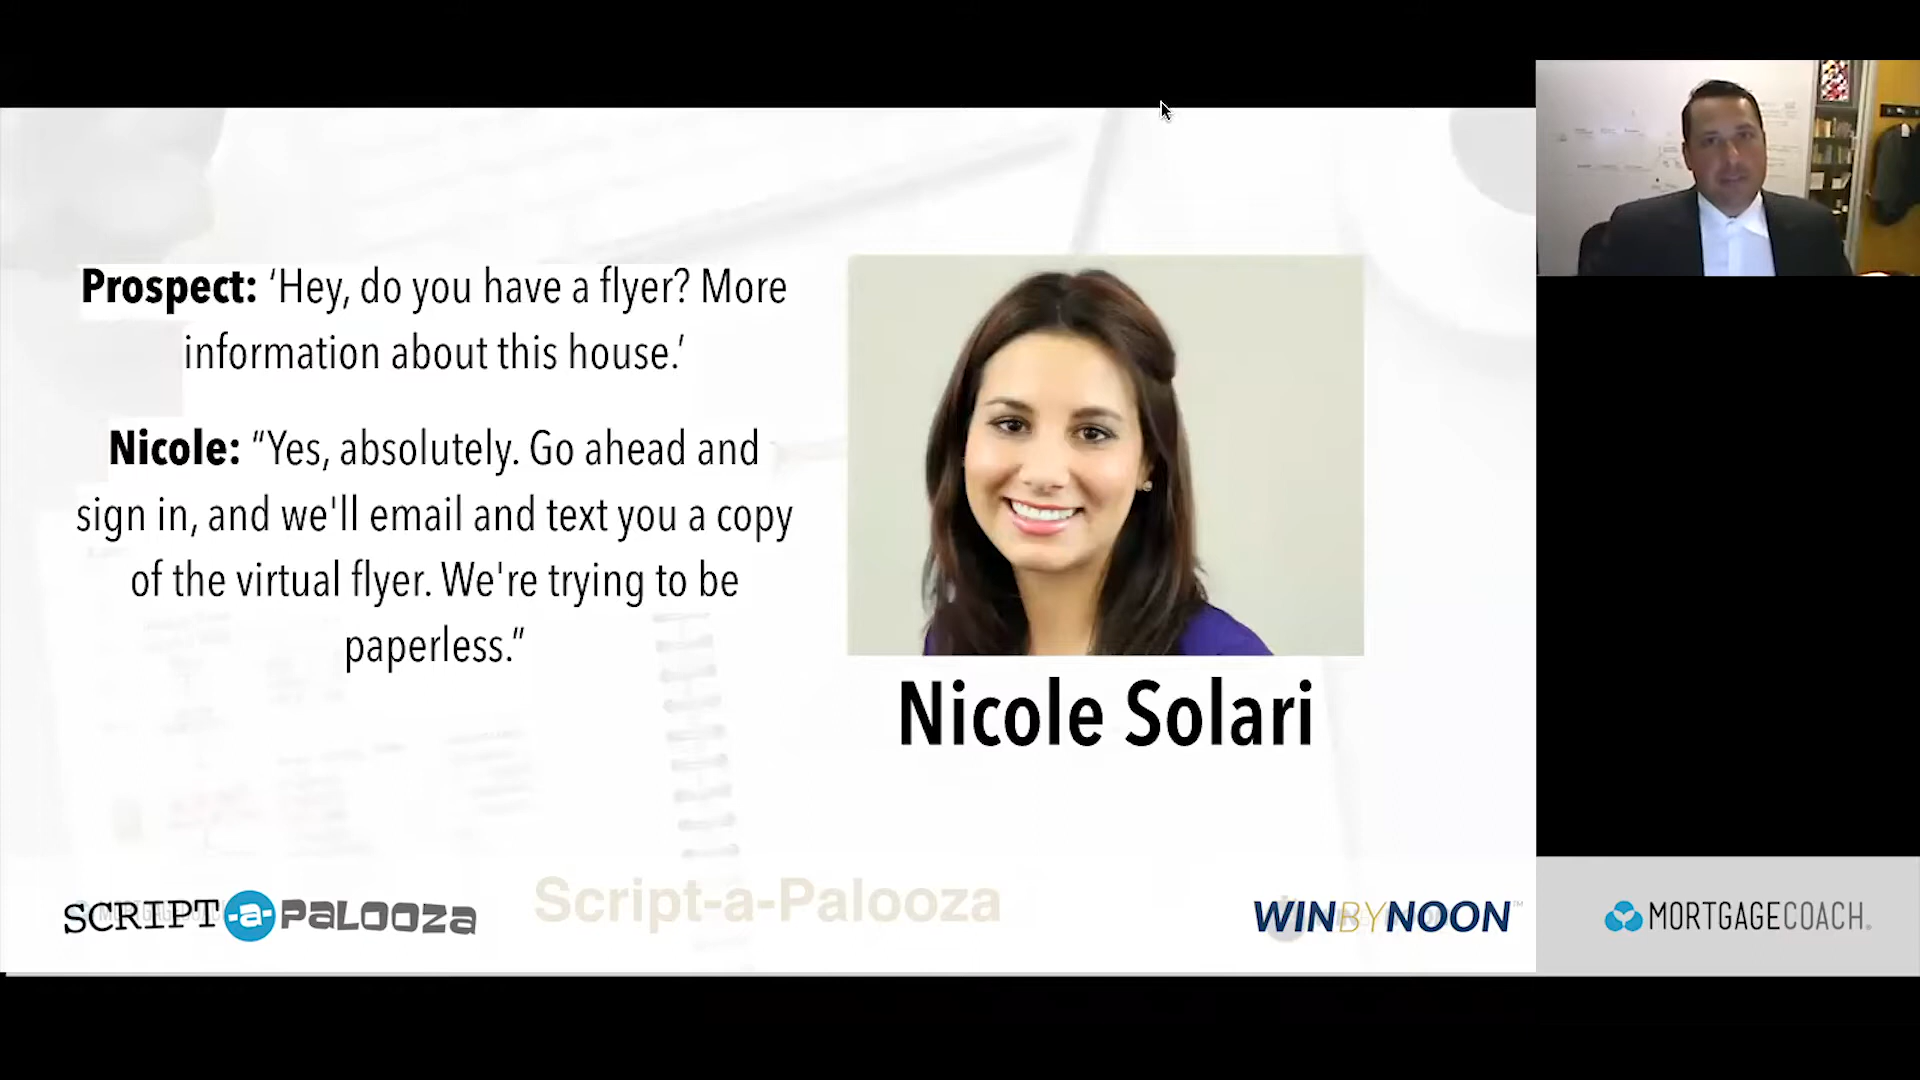 Prospect: ‘Hey, do you have a flyer? More
information about this house.’
Nicole: “Yes, absolutely. Go ahead and
sign in, and we'll email and text you a copy
of the virtual flyer. We're trying to be
paperless.”
Nicole Solari
SCRIPT-a-PALOOZA
Script-a-Palooza
WINBYNOON™
MORTGAGECOACH®